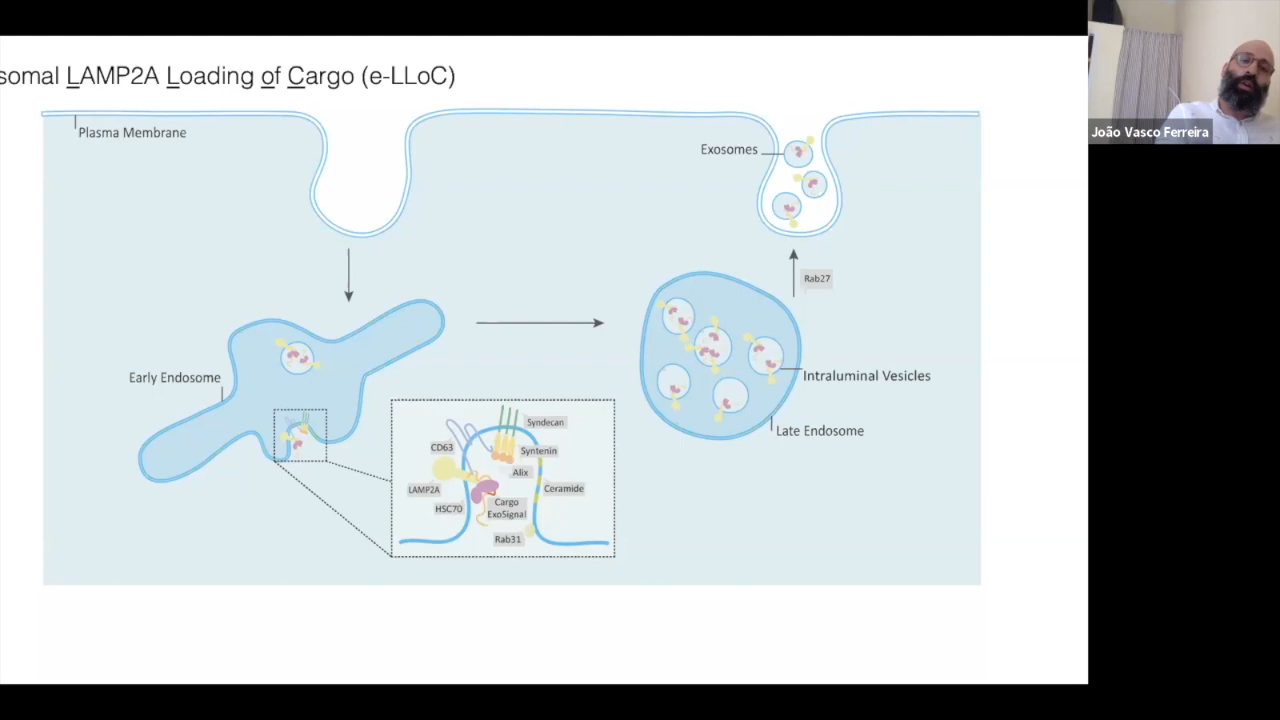 somal LAMP2A Loading of Cargo (e-LLoC)
João Vasco Ferreira
Plasma Membrane
Exosomes
Rab27
Early Endosome
Intraluminal Vesicles
Late Endosome
Syndecan
CD63
Syntenin
Alix
LAMP2A
Ceramide
HSC70
Cargo
ExoSignal
Rab31